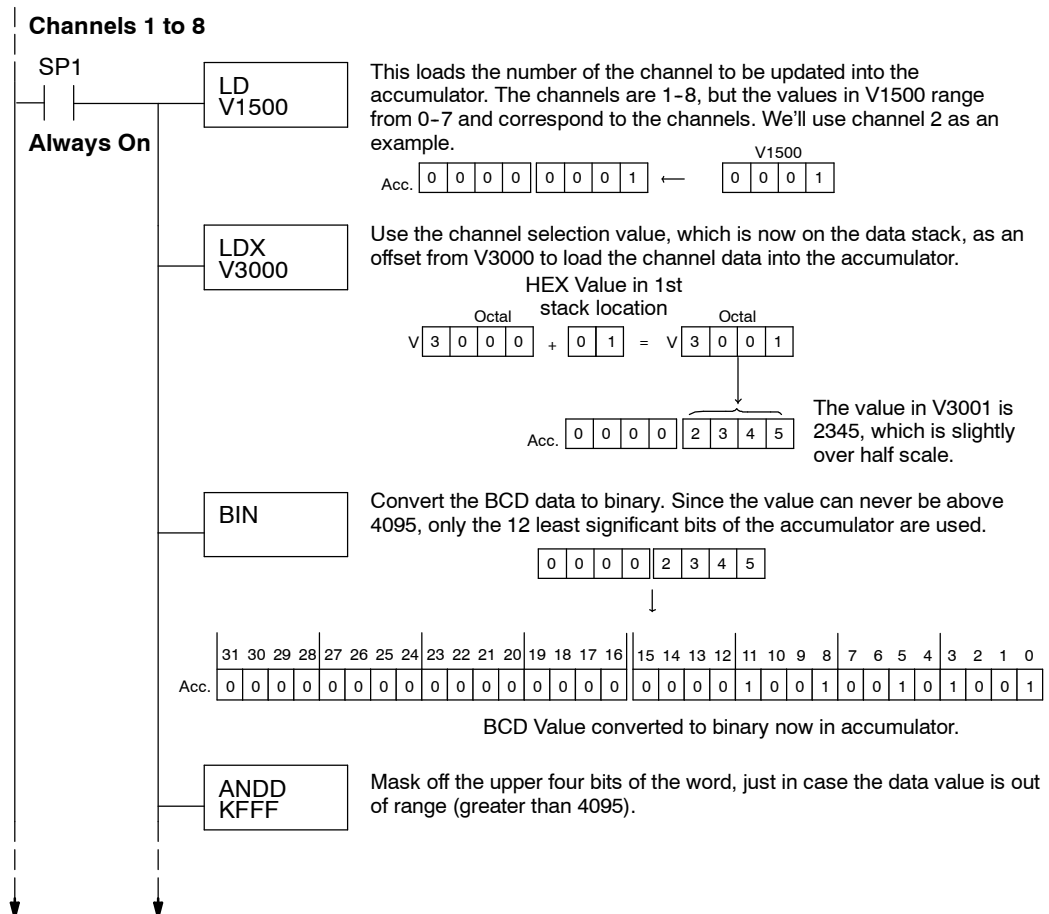 Channels 1 to 8
SP1
Always On
LD
V1500
This loads the number of the channel to be updated into the
accumulator. The channels are 1-8, but the values in V1500 range
from 0-7 and correspond to the channels. We'll use channel 2 as an
example.
V1500
Acc. 0 0 0 0 0 0 0 1 ← 0 0 0 1
LDX
V3000
Use the channel selection value, which is now on the data stack, as an
offset from V3000 to load the channel data into the accumulator.
HEX Value in 1st
stack location
Octal Octal
V 3 0 0 0 + 0 1 = V 3 0 0 1
Acc. 0 0 0 0 2 3 4 5
The value in V3001 is
2345, which is slightly
over half scale.
BIN
Convert the BCD data to binary. Since the value can never be above
4095, only the 12 least significant bits of the accumulator are used.
0 0 0 0 2 3 4 5
31 30 29 28 27 26 25 24 23 22 21 20 19 18 17 16 15 14 13 12 11 10 9 8 7 6 5 4 3 2 1 0
Acc. 0 0 0 0 0 0 0 0 0 0 0 0 0 0 0 0 0 0 0 0 1 0 0 1 0 0 1 0 1 0 0 1
BCD Value converted to binary now in accumulator.
ANDD
KFFF
Mask off the upper four bits of the word, just in case the data value is out
of range (greater than 4095).